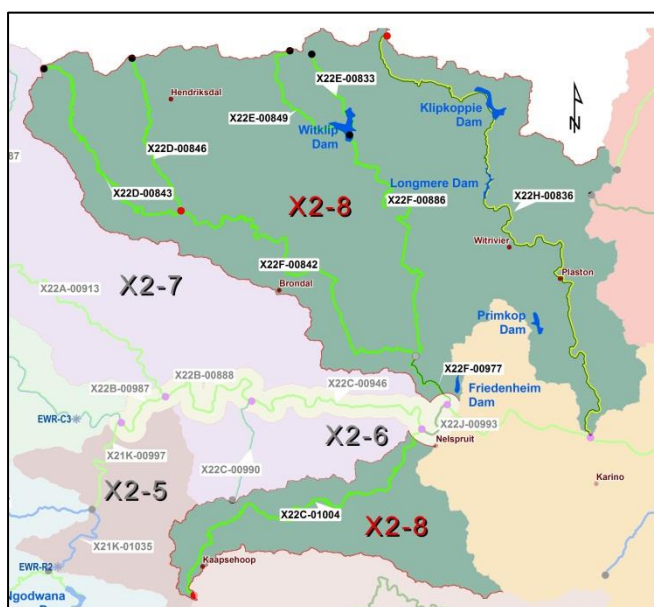 X22E-00833
Klipkoppie
Dam
N
Hendriksdal
X22E-00849
Witklip
Dam
X22D-00846
87
X22D-00843
Longmere Dam
X2-8
X22F-00886
X22H-00836
Witrivier
X22F-00842
Plaston
X2-7
Brondal
X22A-00913
Primkop
Dam
X22F-00977
X22B-00888
X22B-00987
X22C-00946
Friedenheim
Dam
EWR-C3
X22J-00993
X2-6
Nelspruit
X21K-00997
X22C-00990
X2-5
Karino
X22C-01004
X2-8
X21K-01035
EWR-R2
Kaapsehoop
Ngodwana